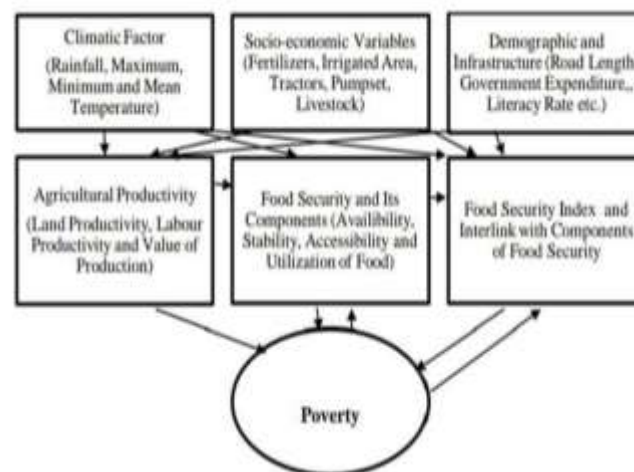 Climatic Factor
(Rainfall, Maximum,
Minimum and Mean
Temperature)
Socio-economic Variables
(Fertilizers, Irrigated Area,
Tractors, Pumpset,
Livestock)
Demographic and
Infrastructure (Road Length
Government Expenditure,,
Literacy Rate etc.)
Agricultural Productivity
(Land Productivity, Labour
Productivity and Value of
Production)
Food Security and Its
Components (Availibility,
Stability, Accessibility and
Utilization of Food)
Food Security Index and
Interlink with Components
of Food Security
Poverty